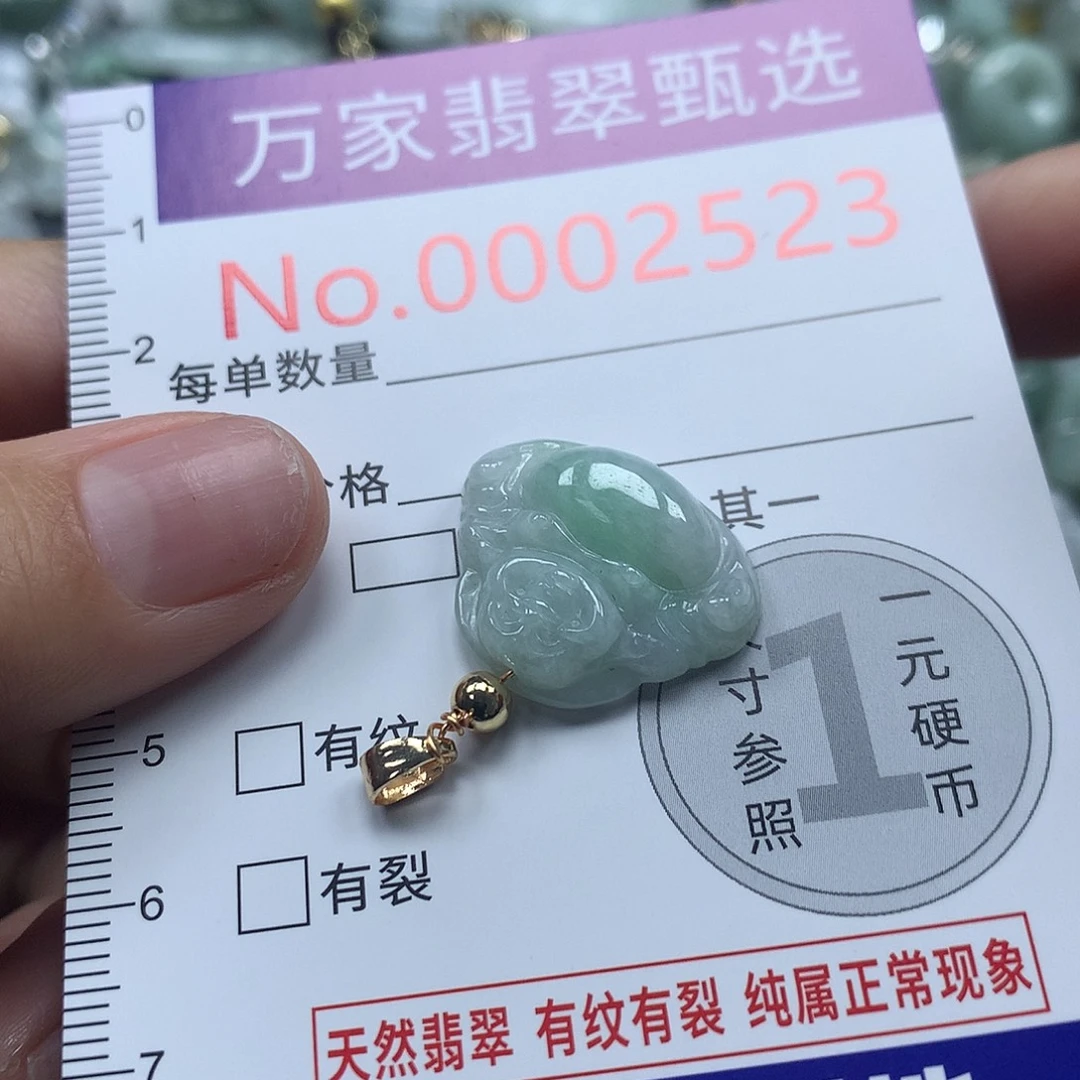 万家翡翠甄选
No.0002523
每单数量
格
其一
有纹
有裂
0
1
2
5
6
7
1
一元硬币
寸参照
天然翡翠 有纹有裂 纯属正常现象